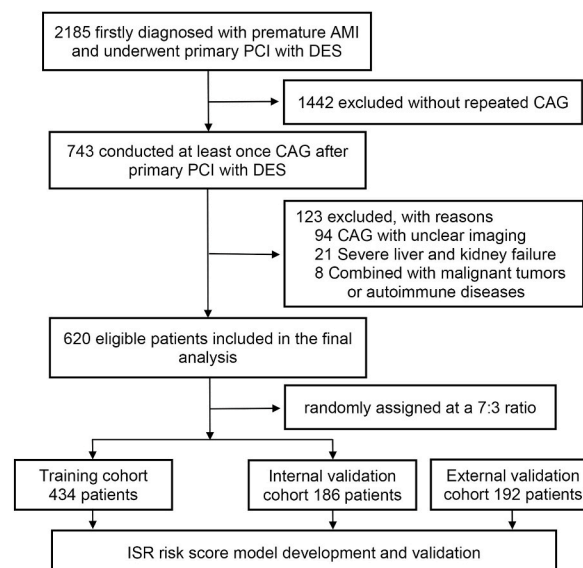 2185 firstly diagnosed with premature AMI
and underwent primary PCI with DES
1442 excluded without repeated CAG
743 conducted at least once CAG after
primary PCI with DES
123 excluded, with reasons
94 CAG with unclear imaging
21 Severe liver and kidney failure
8 Combined with malignant tumors
or autoimmune diseases
620 eligible patients included in the final
analysis
randomly assigned at a 7:3 ratio
Training cohort
434 patients
Internal validation
cohort 186 patients
External validation
cohort 192 patients
ISR risk score model development and validation